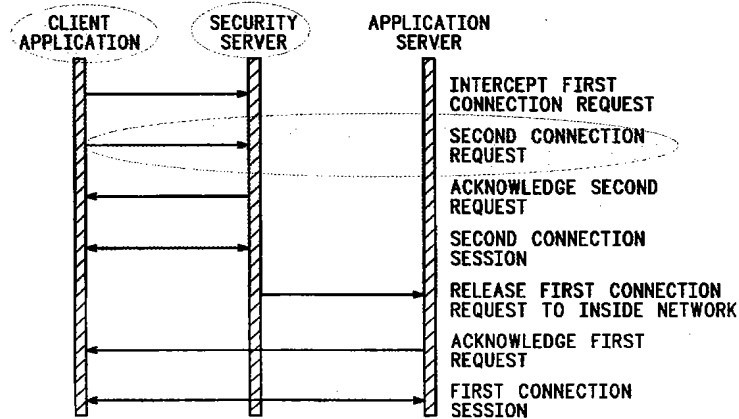 CLIENT
APPLICATION
SECURITY
SERVER
APPLICATION
SERVER
INTERCEPT FIRST
CONNECTION REQUEST
SECOND CONNECTION
REQUEST
ACKNOWLEDGE SECOND
REQUEST
SECOND CONNECTION
SESSION
RELEASE FIRST CONNECTION
REQUEST TO INSIDE NETWORK
ACKNOWLEDGE FIRST
REQUEST
FIRST CONNECTION
SESSION